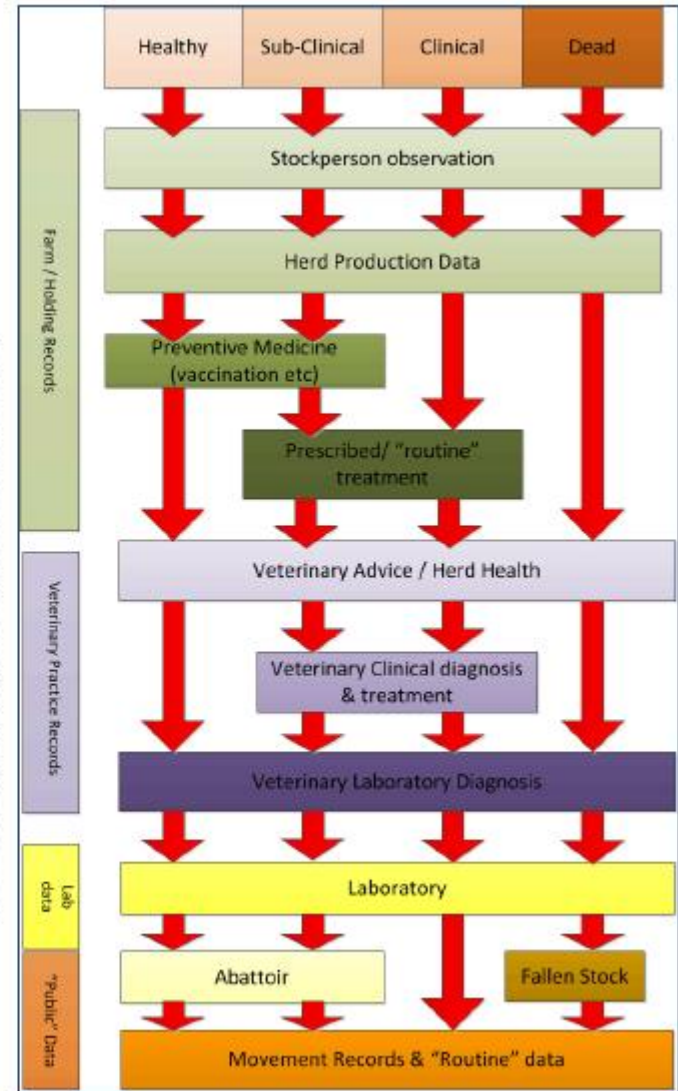 Healthy
Sub-Clinical
Clinical
Dead
Farm / Holding Records
Stockperson observation
Herd Production Data
Preventive Medicine
(vaccination etc)
Prescribed/ "routine"
treatment
Veterinary Practice Records
Veterinary Advice / Herd Health
Veterinary Clinical diagnosis
& treatment
Veterinary Laboratory Diagnosis
Lab
data
Laboratory
"Public" Data
Abattoir
Fallen Stock
Movement Records & "Routine" data